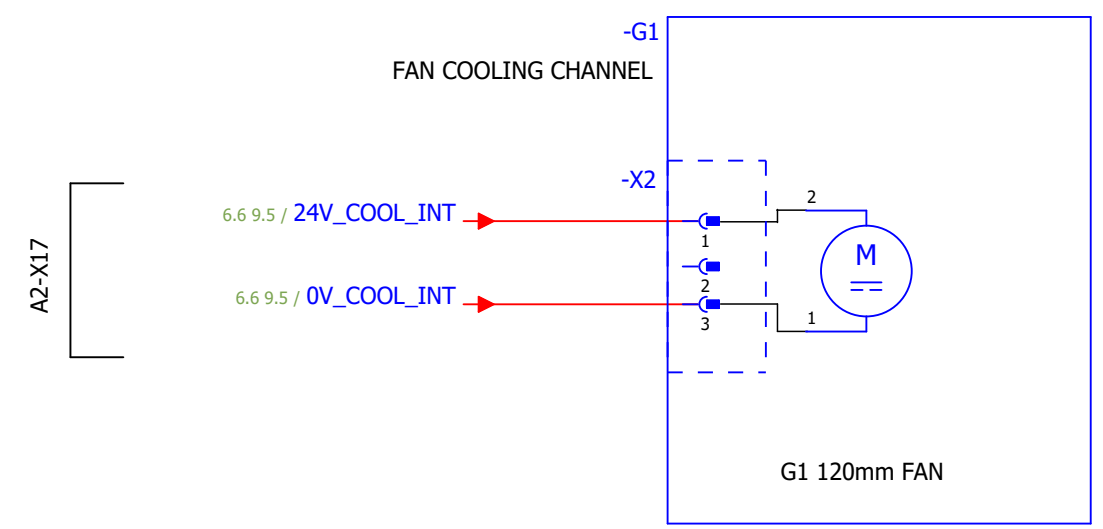 -G1
FAN COOLING CHANNEL
-X2
6.6 9.5 / 24V_COOL_INT
1
2
2
6.6 9.5 / 0V_COOL_INT
3
1
M
A2-X17
G1 120mm FAN